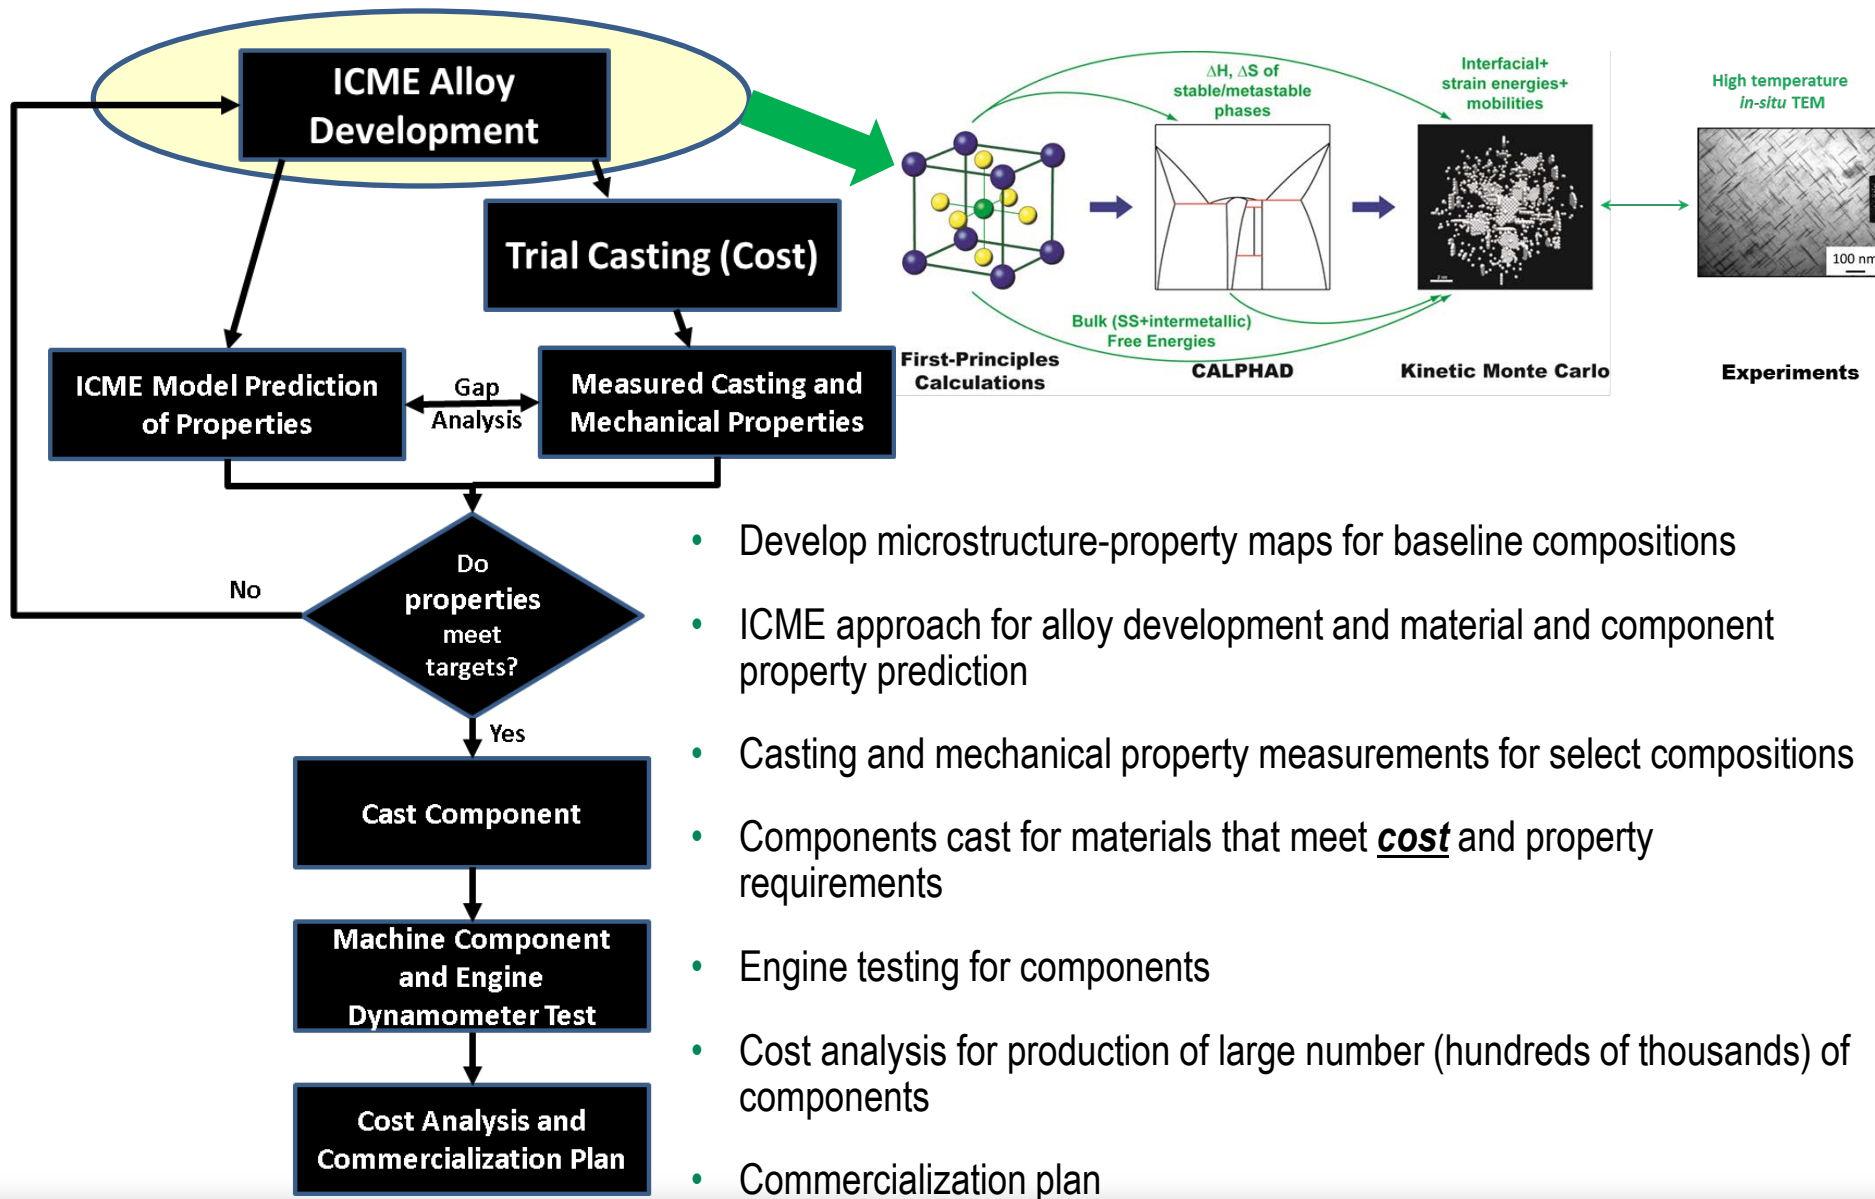 ICME Alloy
Development
Trial Casting (Cost)
ICME Model Prediction
of Properties
Gap
Analysis
Measured Casting and
Mechanical Properties
Do
properties
meet
targets?
No
Yes
Cast Component
Machine Component
and Engine
Dynamometer Test
Cost Analysis and
Commercialization Plan
ΔH, ΔS of
stable/metastable
phases
Interfacial+
strain energies+
mobilities
High temperature
in-situ TEM
100 nm
Bulk (SS+intermetallic)
Free Energies
First-Principles
Calculations
CALPHAD
Kinetic Monte Carlo
Experiments
• Develop microstructure-property maps for baseline compositions
• ICME approach for alloy development and material and component
property prediction
• Casting and mechanical property measurements for select compositions
• Components cast for materials that meet cost and property
requirements
• Engine testing for components
• Cost analysis for production of large number (hundreds of thousands) of
components
• Commercialization plan